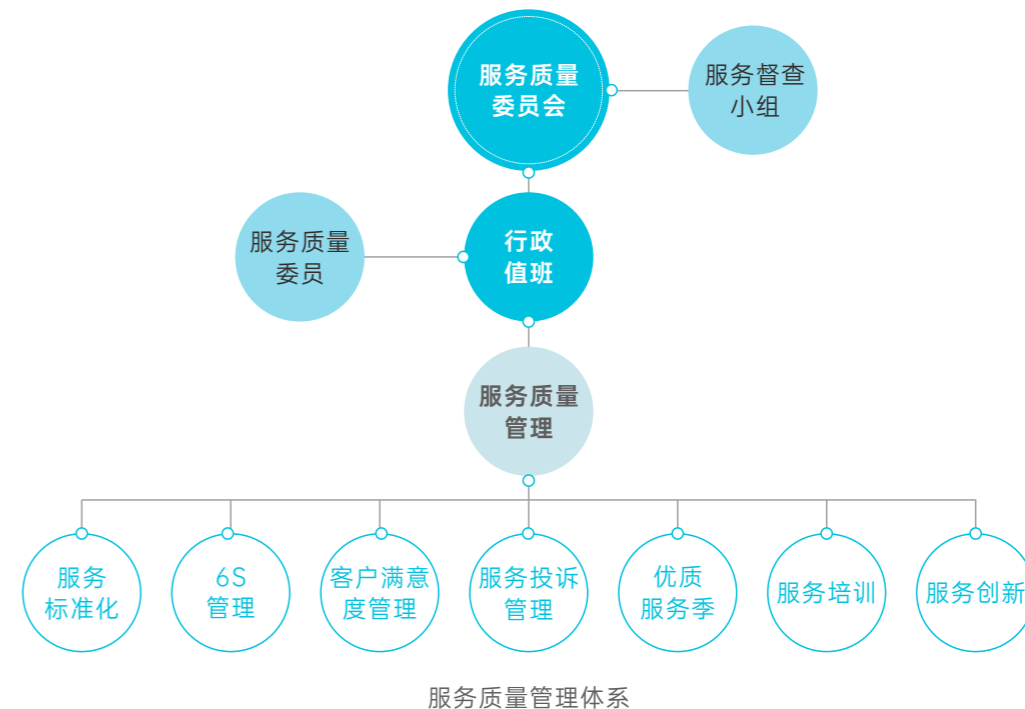 服务质量
委员会
服务督查
小组
服务质量
委员
行政
值班
服务质量
管理
服务
标准化
6S
管理
客户满意
度管理
服务投诉
管理
优质
服务季
服务培训
服务创新
服务质量管理体系